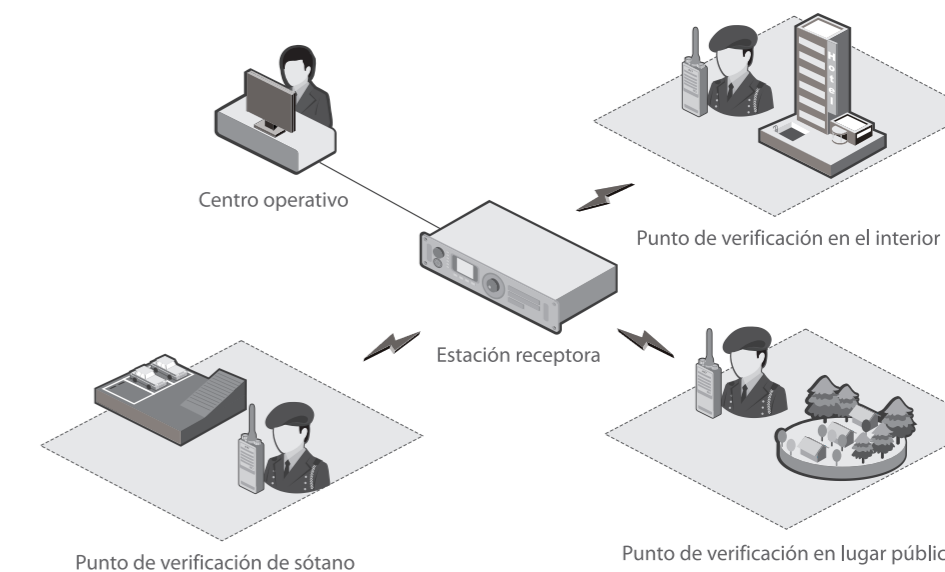 Hotel
Centro operativo
Punto de verificación en el interior
Estación receptora
Punto de verificación de sótano
Punto de verificación en lugar públic